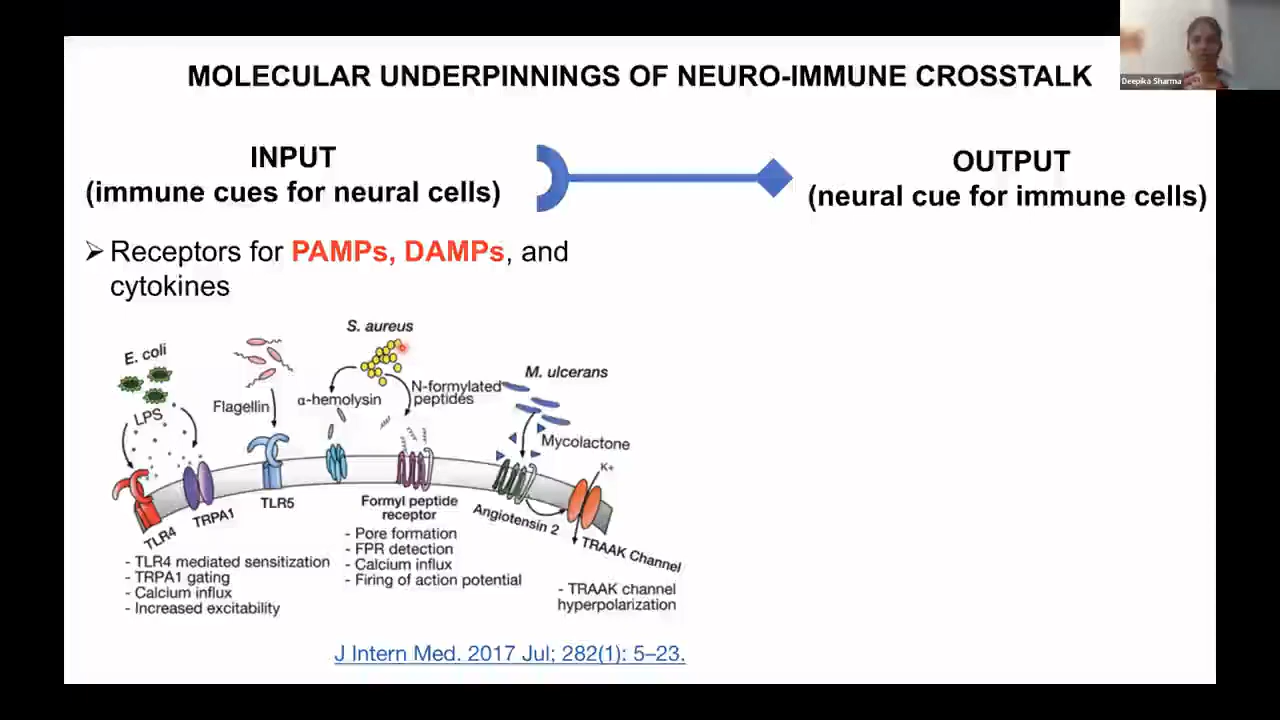 MOLECULAR UNDERPINNINGS OF NEURO-IMMUNE CROSSTALK
Deepika Sharma
INPUT
(immune cues for neural cells)
OUTPUT
(neural cue for immune cells)
Receptors for PAMPs, DAMPs, and
cytokines
E. coli
LPS
Flagellin
S. aureus
α-hemolysin
N-formylated
peptides
M. ulcerans
Mycolactone
K+
TLR4
TRPA1
TLR5
Formyl peptide
receptor
Angiotensin 2
TRAAK Channel
- TLR4 mediated sensitization
- TRPA1 gating
- Calcium influx
- Increased excitability
- Pore formation
- FPR detection
- Calcium influx
- Firing of action potential
- TRAAK channel
hyperpolarization
J Intern Med. 2017 Jul; 282(1): 5–23.